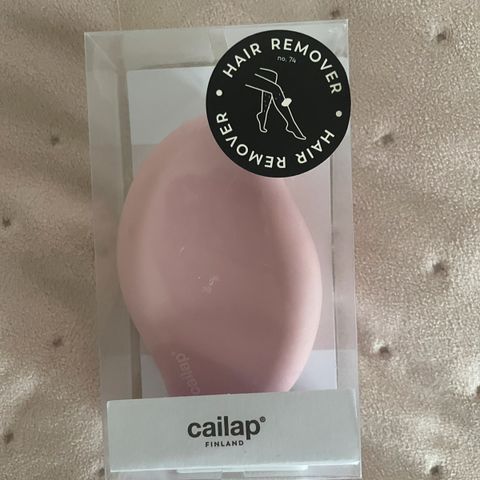 • HAIR REMOVER •
no. 74
HAIR REMOVER
cailap®
cailap®
FINLAND